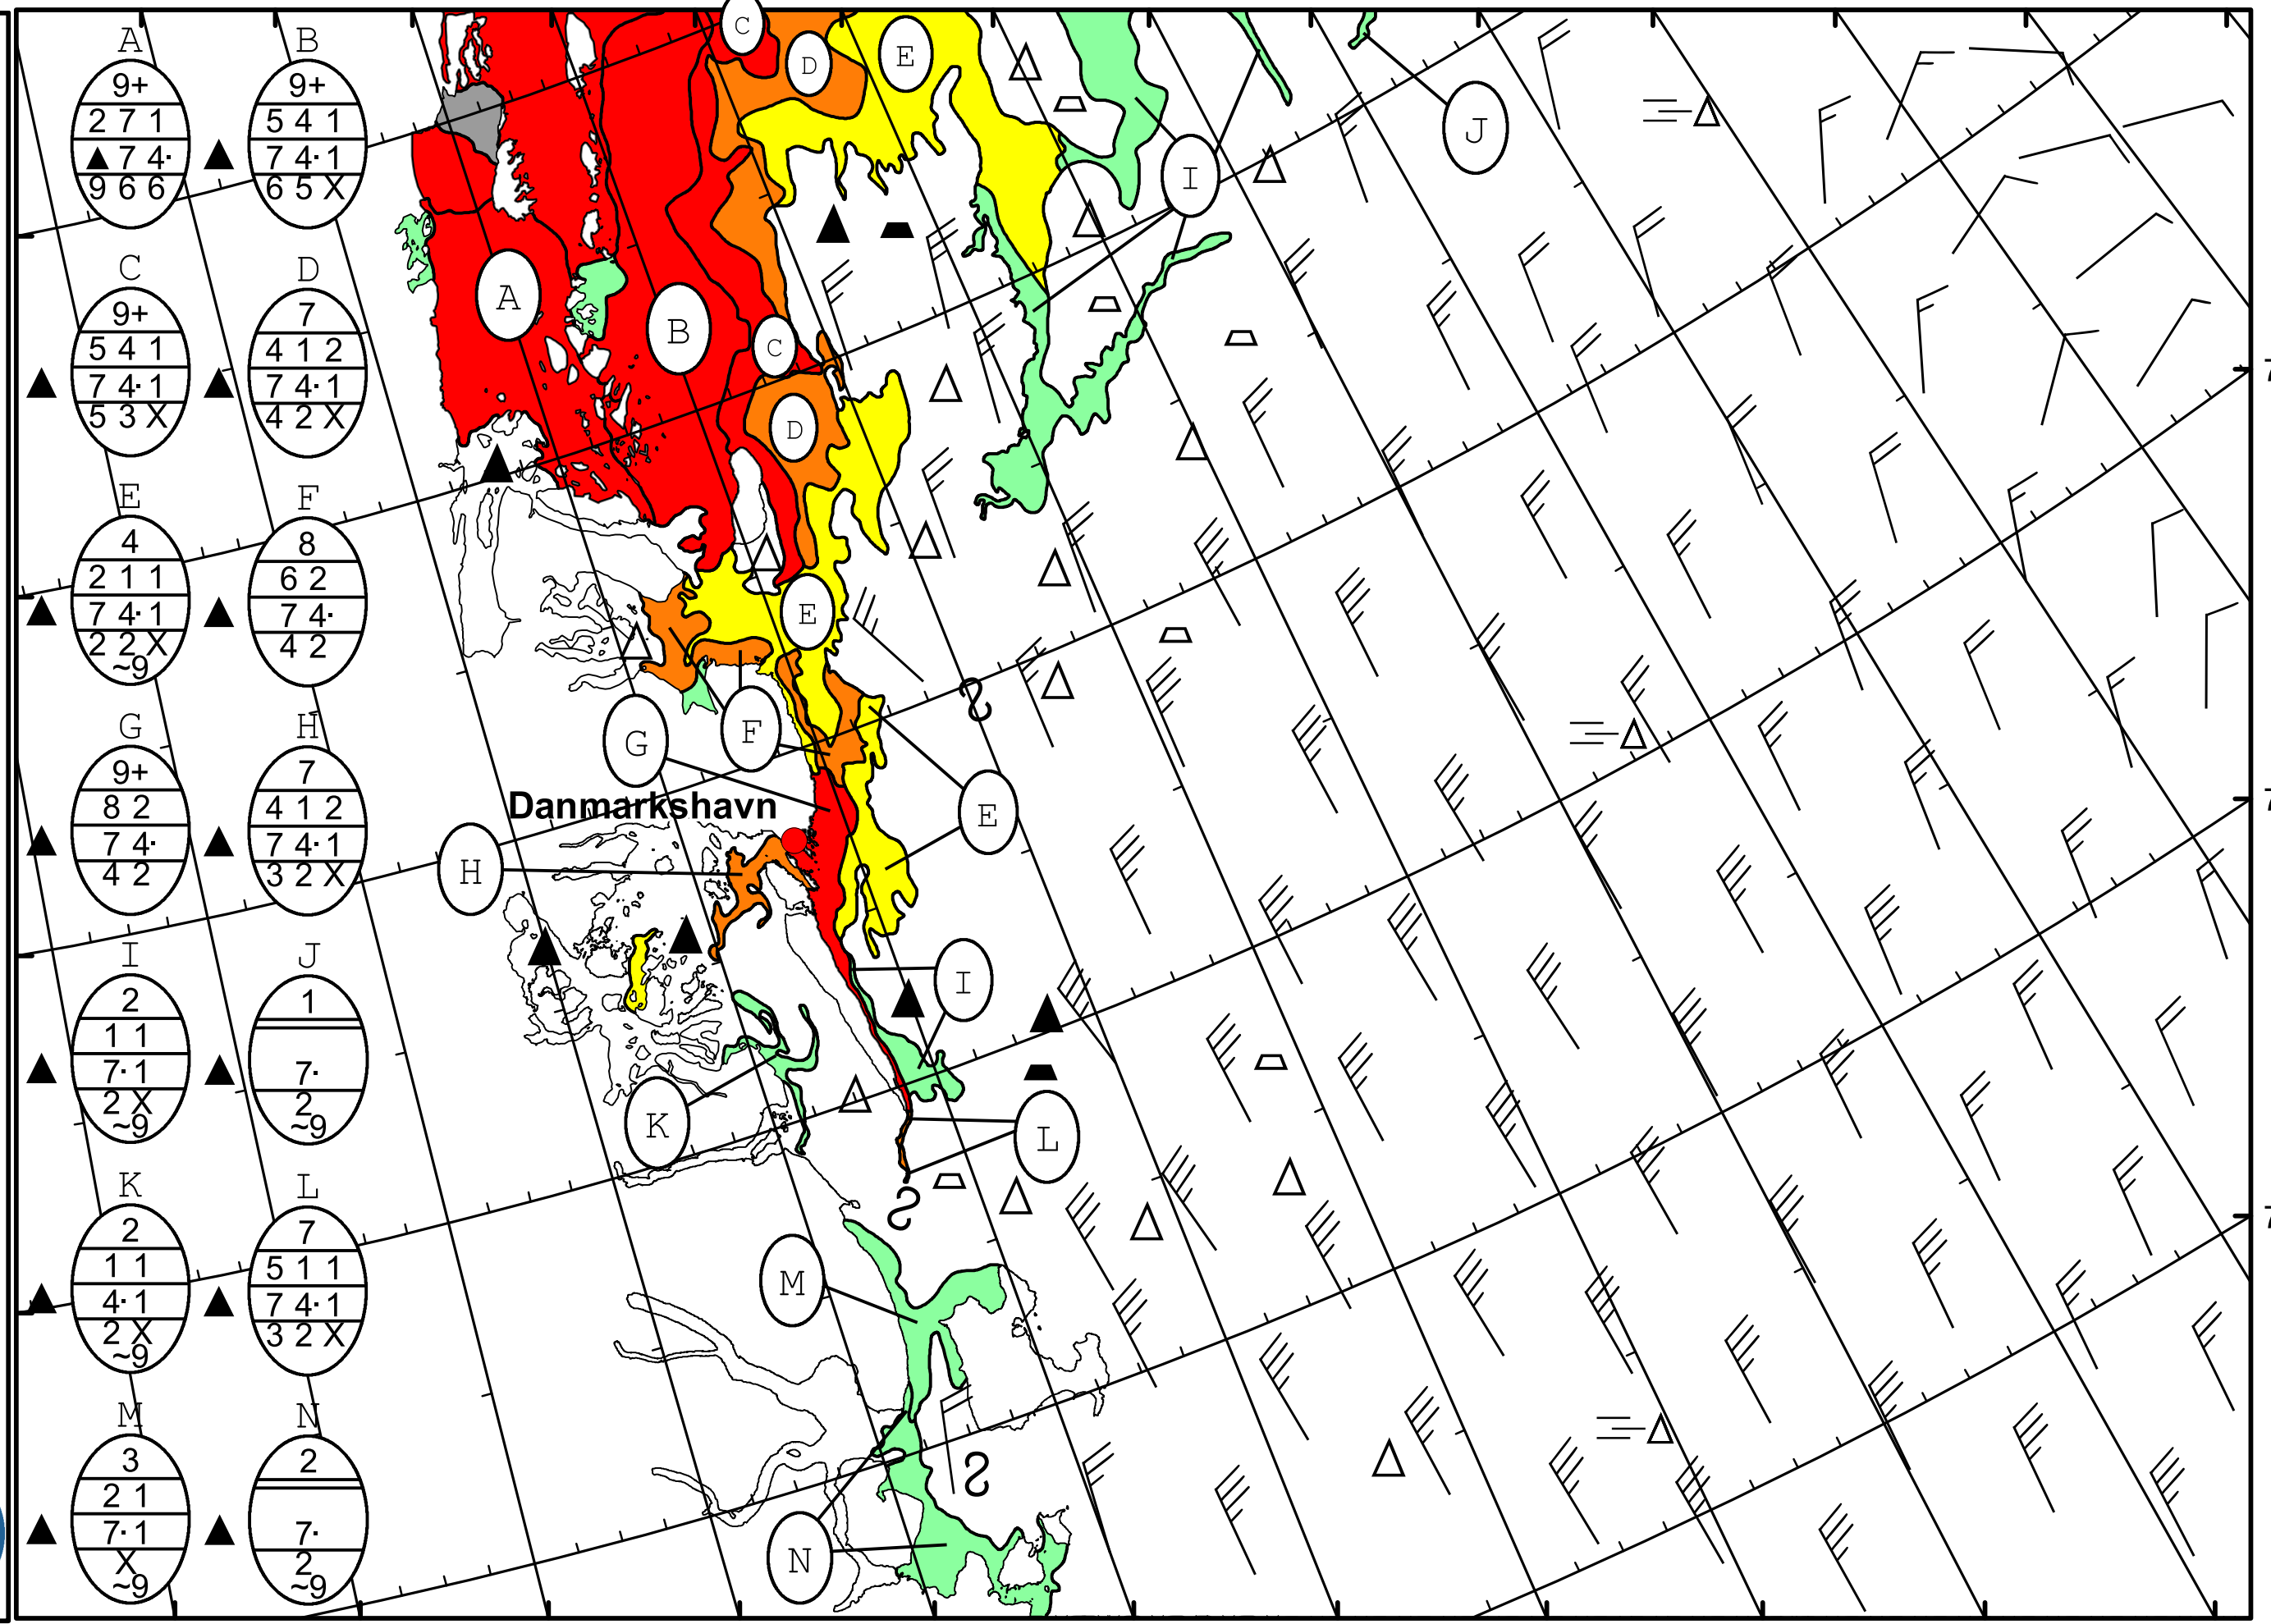 A B
9+ 9+
2 7 1 5 4 1
▲ 7 4· 7 4· 1
9 6 6 6 5 X
C D
9+ 7
5 4 1 4 1 2
7 4· 1 7 4· 1
5 3 X 4 2 X
E F
4 8
2 1 1 6 2
7 4· 1 7 4·
2 2 X 4 2
~9
G H
9+ 7
8 2 4 1 2
7 4· 7 4· 1
4 2 3 2 X
I J
2 1
1 1
7· 1 7·
2 X 2
~9 ~9
K L
2 7
1 1 5 1 1
4· 1 7 4· 1
2 X 3 2 X
~9
M N
3 2
2 1
7· 1 7·
X 2
~9 ~9
C
D
E
J
I
A
B
C
D
E
F
G
Danmarkshavn
E
H
I
K
L
M
N